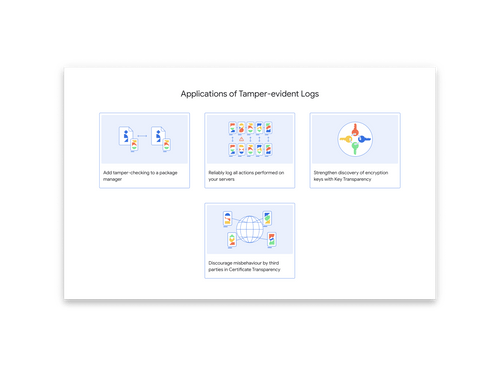 Applications of Tamper-evident Logs
Add tamper-checking to a package
manager
Reliably log all actions performed on
your servers
Strengthen discovery of encryption
keys with Key Transparency
Discourage misbehaviour by third
parties in Certificate Transparency